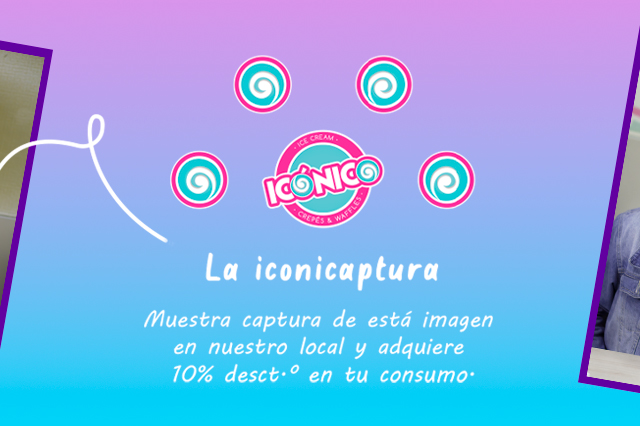 ICE CREAM
ICÓNICO
CREPÉS & WAFFLES
La iconicaptura
Muestra captura de está imagen
en nuestro local y adquiere
10% desct.º en tu consumo.